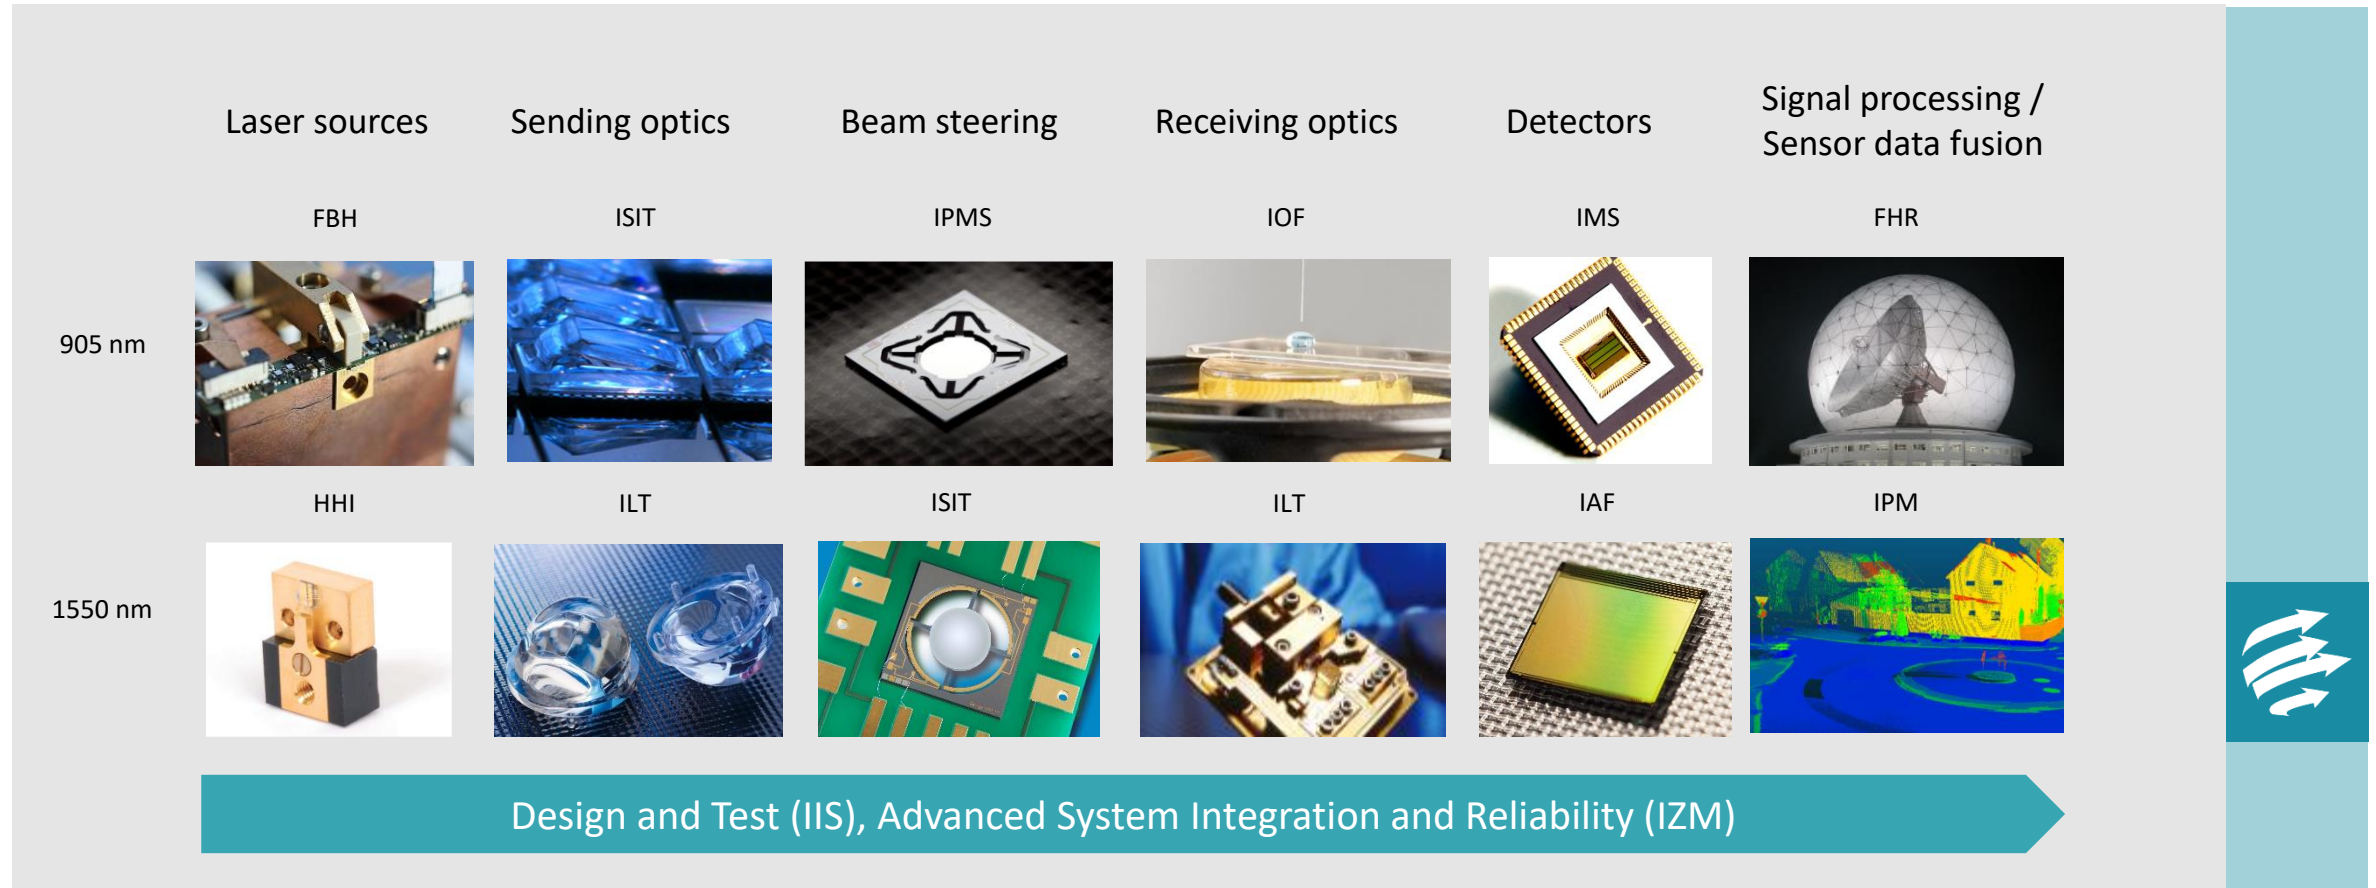 Laser sources
Sending optics
Beam steering
Receiving optics
Detectors
Signal processing /
Sensor data fusion
FBH
ISIT
IPMS
IOF
IMS
FHR
905 nm
HHI
ILT
ISIT
ILT
IAF
IPM
1550 nm
Design and Test (IIS), Advanced System Integration and Reliability (IZM)